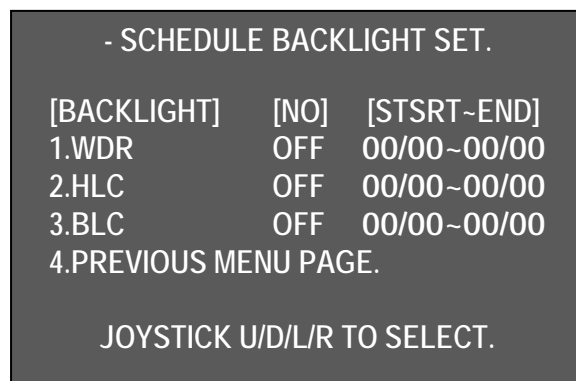 - SCHEDULE BACKLIGHT SET.
[BACKLIGHT] [NO] [STSRT~END]
1.WDR OFF 00/00~00/00
2.HLC OFF 00/00~00/00
3.BLC OFF 00/00~00/00
4.PREVIOUS MENU PAGE.
JOYSTICK U/D/L/R TO SELECT.